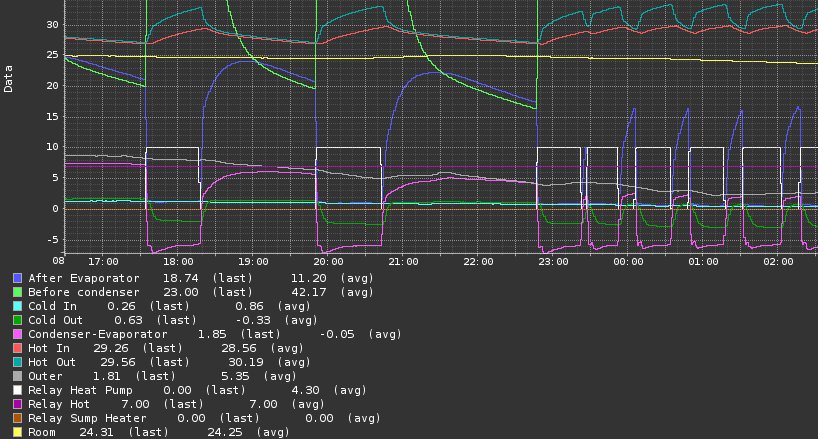 Data
30
25
20
15
10
5
0
-5
08 17:00 18:00 19:00 20:00 21:00 22:00 23:00 00:00 01:00 02:00
After Evaporator 18.74 (last) 11.20 (avg)
Before condenser 23.00 (last) 42.17 (avg)
Cold In 0.26 (last) 0.86 (avg)
Cold Out 0.63 (last) -0.33 (avg)
Condenser-Evaporator 1.85 (last) -0.05 (avg)
Hot In 29.26 (last) 28.56 (avg)
Hot Out 29.56 (last) 30.19 (avg)
Outer 1.81 (last) 5.35 (avg)
Relay Heat Pump 0.00 (last) 4.30 (avg)
Relay Hot 7.00 (last) 7.00 (avg)
Relay Sump Heater 0.00 (last) 0.00 (avg)
Room 24.31 (last) 24.25 (avg)